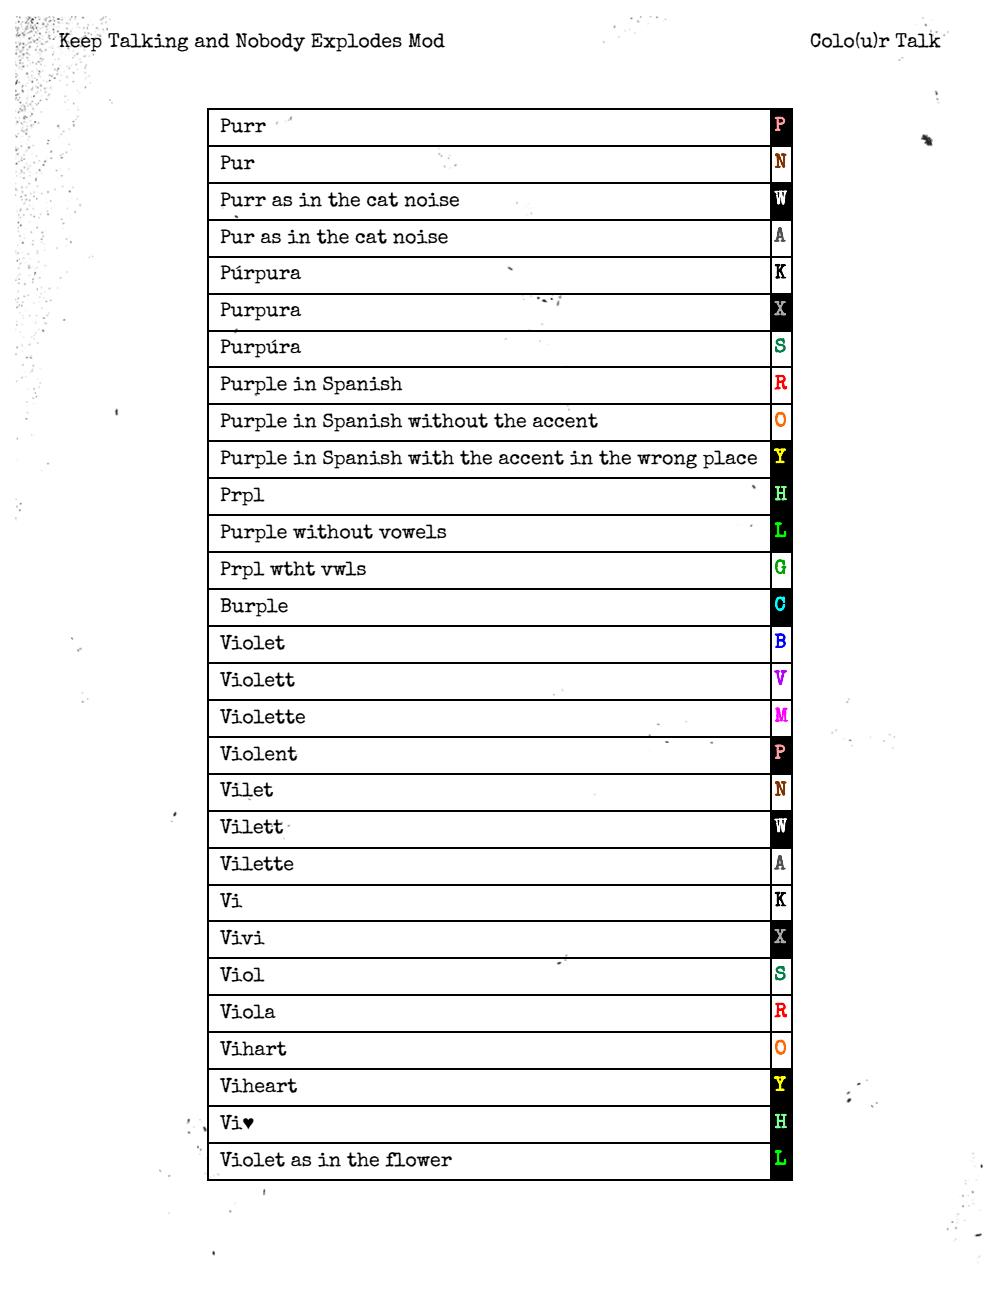 Keep Talking and Nobody Explodes Mod Colo(u)r Talk
Purr P
Pur N
Purr as in the cat noise W
Pur as in the cat noise A
Púrpura K
Purpura X
Purpúra S
Purple in Spanish R
Purple in Spanish without the accent O
Purple in Spanish with the accent in the wrong place Y
Prpl H
Purple without vowels L
Prpl wtht vwls G
Burple C
Violet B
Violett V
Violette M
Violent P
Vilet N
Vilett W
Vilette A
Vi K
Vivi X
Viol S
Viola R
Vihart O
Viheart Y
Vi♥ H
Violet as in the flower L